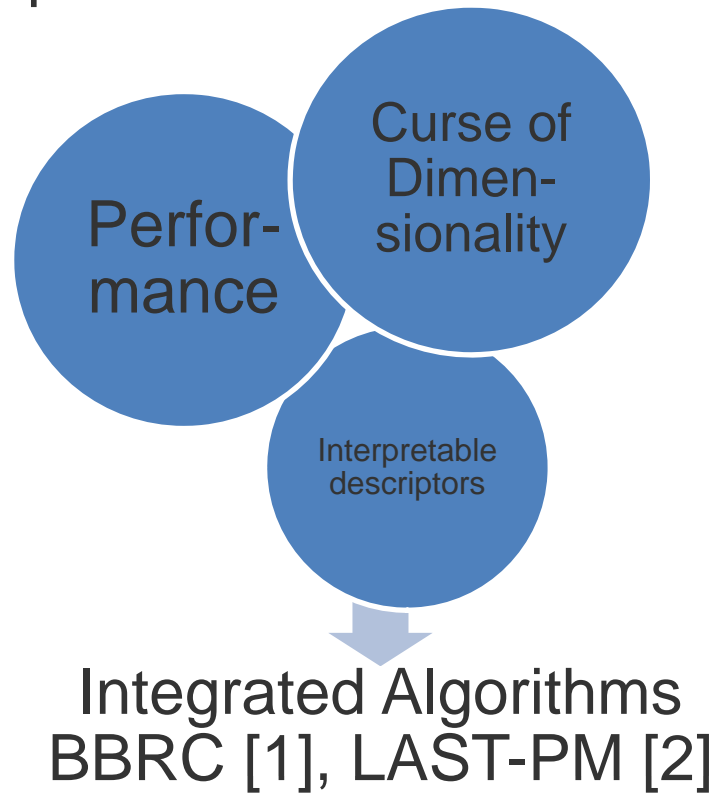 Perfor-
mance
Curse of
Dimen-
sionality
Interpretable
descriptors
Integrated Algorithms
BBRC [1], LAST-PM [2]